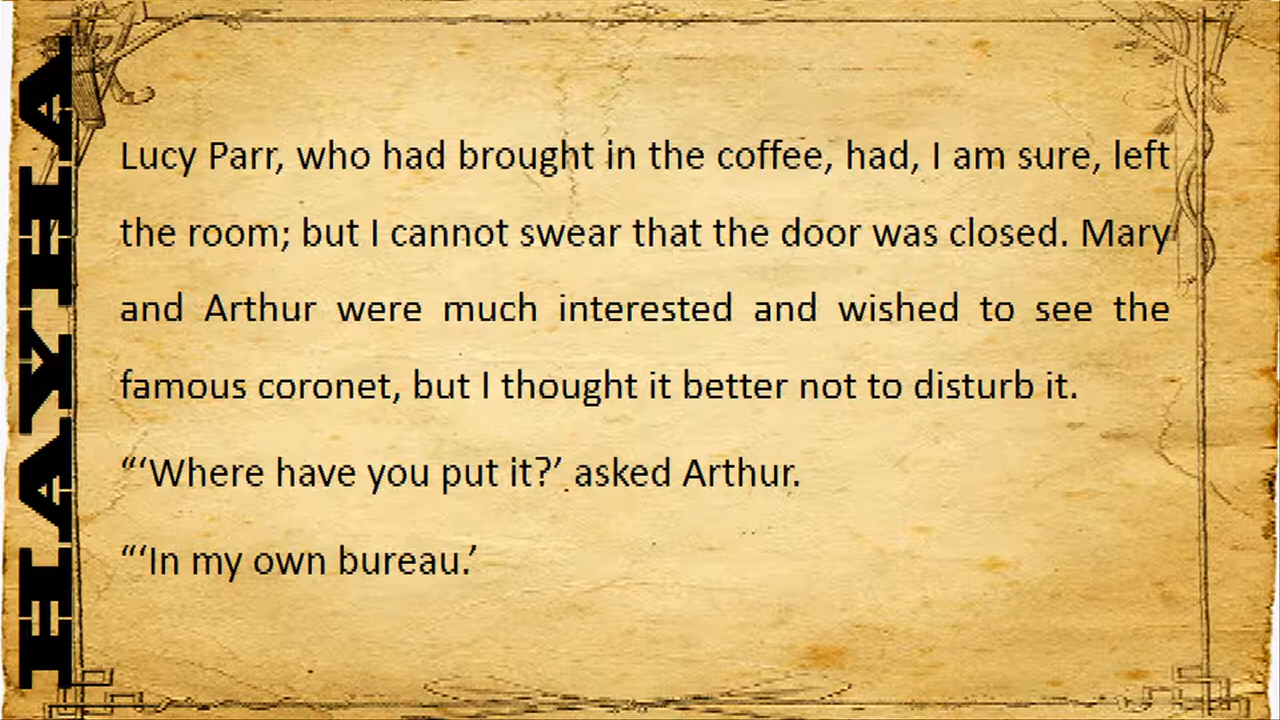 HAYHA
Lucy Parr, who had brought in the coffee, had, I am sure, left
the room; but I cannot swear that the door was closed. Mary
and Arthur were much interested and wished to see the
famous coronet, but I thought it better not to disturb it.
“‘Where have you put it?’ asked Arthur.
“‘In my own bureau.’